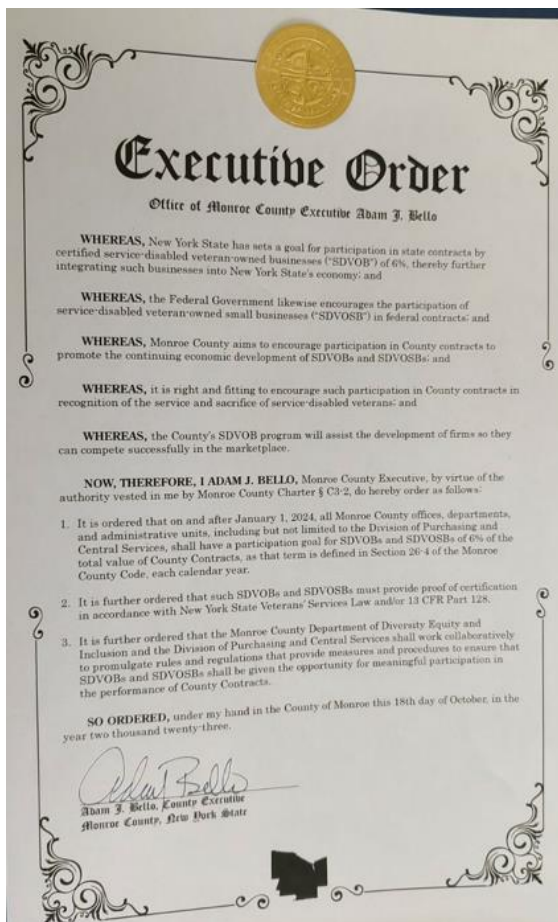 Executive Order
Office of Monroe County Executive Adam J. Bello
WHEREAS, New York State has sets a goal for participation in state contracts by
certified service-disabled veteran-owned businesses ("SDVOB") of 6%, thereby further
integrating such businesses into New York State's economy; and
WHEREAS, the Federal Government likewise encourages the participation of
service-disabled veteran-owned small businesses ("SDVOSB") in federal contracts; and
WHEREAS, Monroe County aims to encourage participation in County contracts to
promote the continuing economic development of SDVOBs and SDVOSBs; and
WHEREAS, it is right and fitting to encourage such participation in County contracts in
recognition of the service and sacrifice of service-disabled veterans; and
WHEREAS, the County's SDVOB program will assist the development of firms so they
can compete successfully in the marketplace.
NOW, THEREFORE, I ADAM J. BELLO, Monroe County Executive, by virtue of the
authority vested in me by Monroe County Charter § C3-2, do hereby order as follows:
1. It is ordered that on and after January 1, 2024, all Monroe County offices, departments,
and administrative units, including but not limited to the Division of Purchasing and
Central Services, shall have a participation goal for SDVOBs and SDVOSBs of 6% of the
total value of County Contracts, as that term is defined in Section 26-4 of the Monroe
County Code, each calendar year.
2. It is further ordered that such SDVOBs and SDVOSBs must provide proof of certification
in accordance with New York State Veterans' Services Law and/or 13 CFR Part 128.
3. It is further ordered that the Monroe County Department of Diversity Equity and
Inclusion and the Division of Purchasing and Central Services shall work collaboratively
to promulgate rules and regulations that provide measures and procedures to ensure that
SDVOBs and SDVOSBs shall be given the opportunity for meaningful participation in
the performance of County Contracts.
SO ORDERED, under my hand in the County of Monroe this 18th day of October, in the
year two thousand twenty-three.
Adam Bello
Adam J. Bello, County Executive
Monroe County, New York State